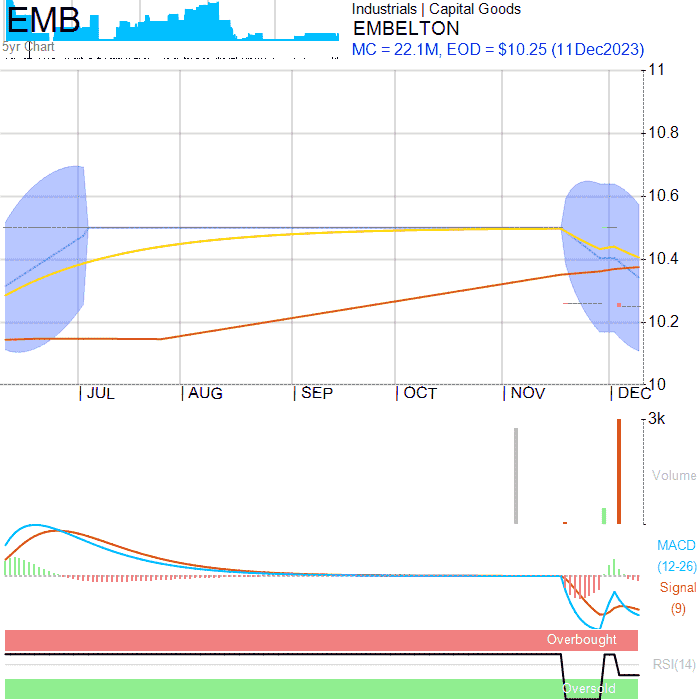 EMB
5yr Chart
Industrials | Capital Goods
EMBELTON
MC = 22.1M, EOD = $10.25 (11Dec2023)
11
10.8
10.6
10.4
10.2
10
| JUL | AUG | SEP | OCT | NOV | DEC
3k
Volume
MACD
(12-26)
Signal
(9)
Overbought
RSI(14)
Oversold